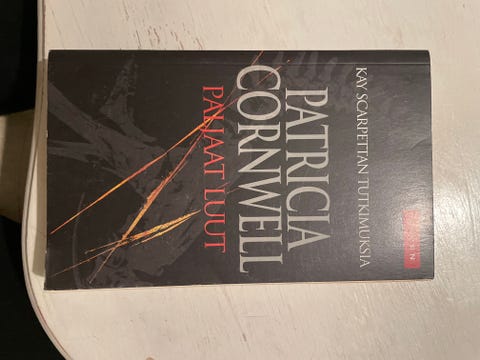 KAY SCARPETTAN TUTKIMUKSIA
PATRICIA
CORNWELL
PALJAAT LUUT